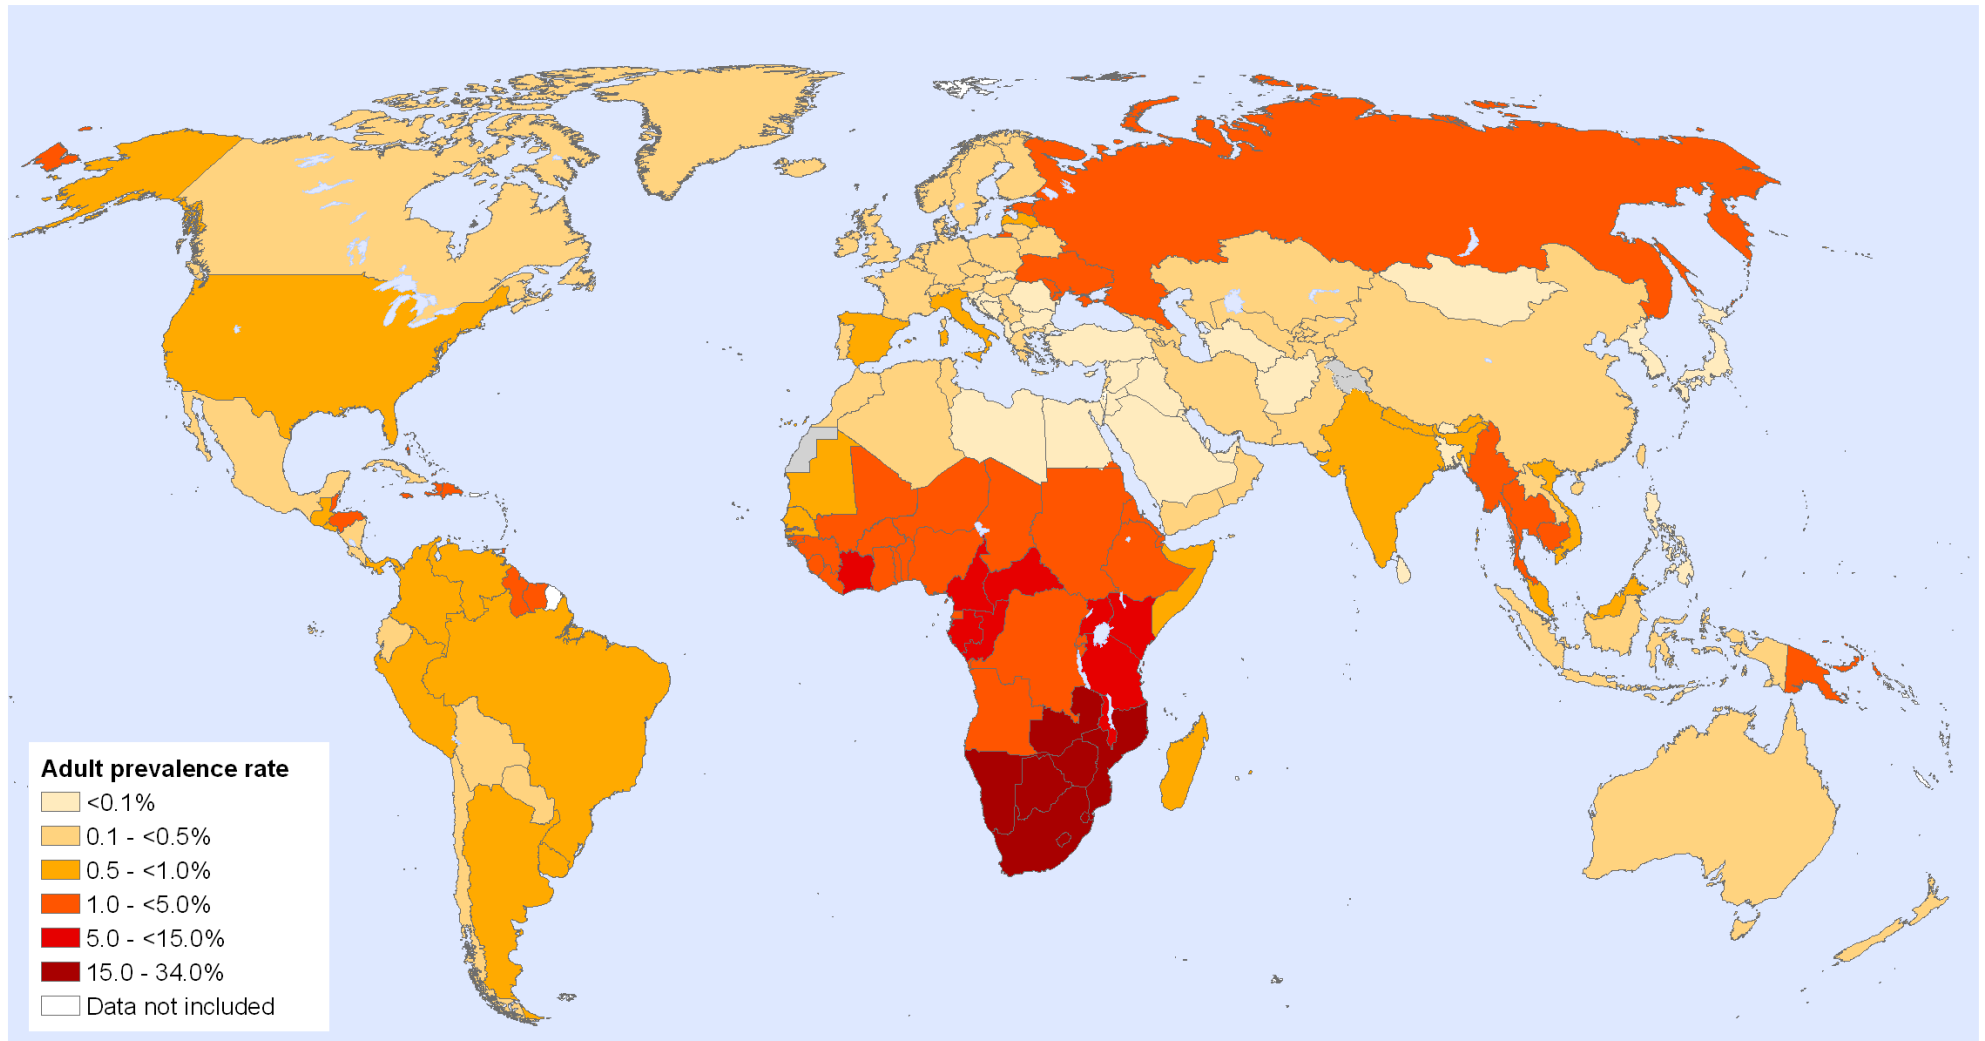 Adult prevalence rate
<0.1%
0.1 - <0.5%
0.5 - <1.0%
1.0 - <5.0%
5.0 - <15.0%
15.0 - 34.0%
Data not included